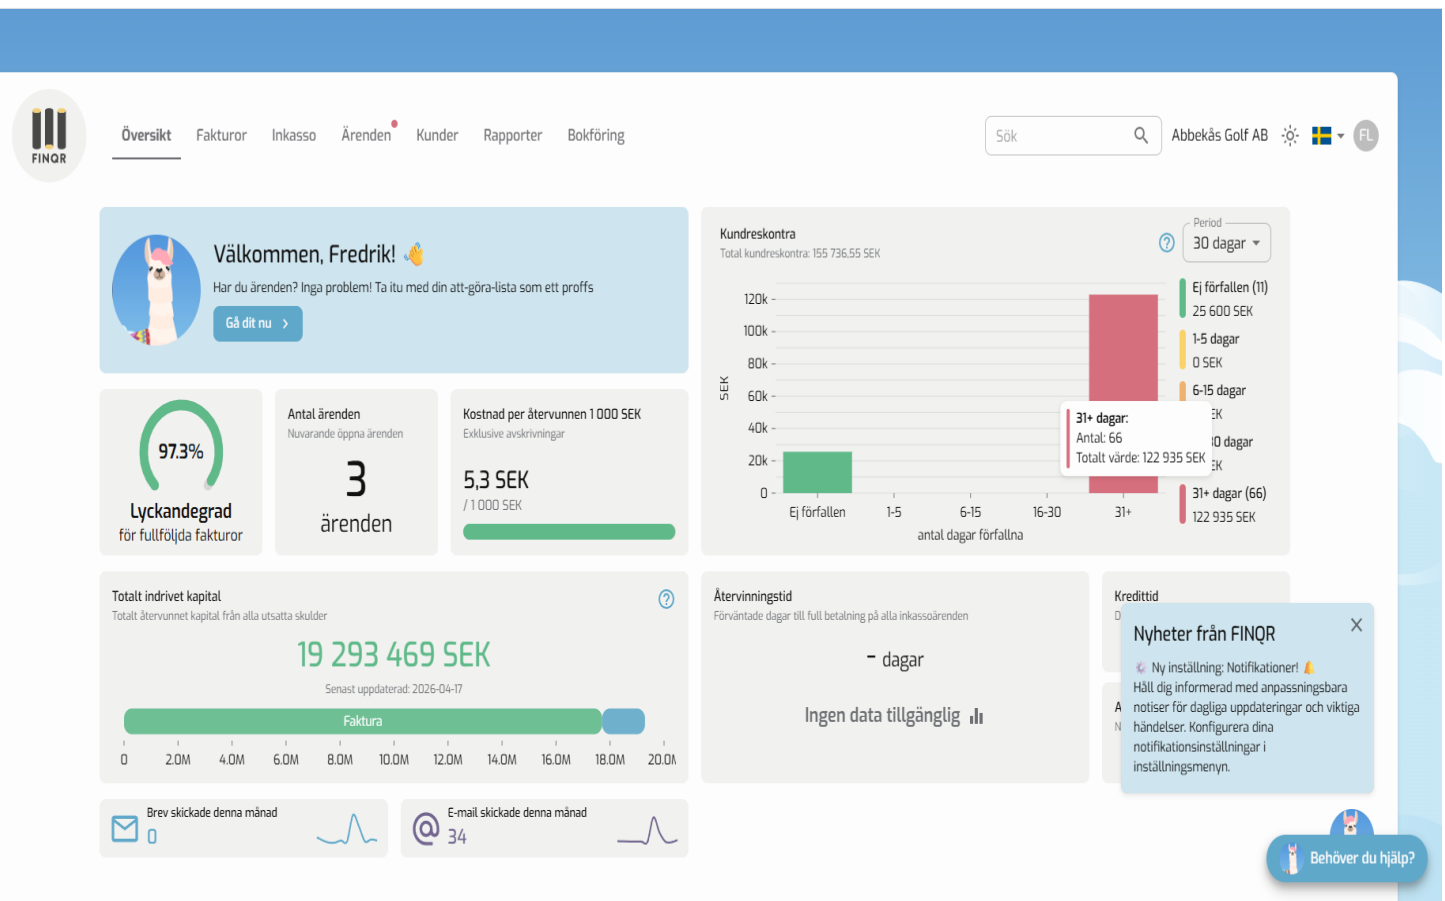 FINQR
Översikt
Fakturor
Inkasso
Ärenden
Kunder
Rapporter
Bokföring
Sök
Abbekås Golf AB
FL
Välkommen, Fredrik! 👋
Har du ärenden? Inga problem! Ta itu med din att-göra-lista som ett proffs
Gå dit nu
97.3%
Lyckandegrad
för fullföljda fakturor
Antal ärenden
Nuvarande öppna ärenden
3
ärenden
Kostnad per återvunnen 1 000 SEK
Exklusive avskrivningar
5,3 SEK
/ 1 000 SEK
Kundreskontra
Total kundreskontra: 155 736,55 SEK
Period
30 dagar
120k
100k
80k
60k
40k
20k
0
SEK
Ej förfallen
1-5
6-15
16-30
31+
antal dagar förfallna
31+ dagar:
Antal: 66
Totalt värde: 122 935 SEK
Ej förfallen (11)
25 600 SEK
1-5 dagar
0 SEK
6-15 dagar
0 dagar
31+ dagar (66)
122 935 SEK
Totalt indrivet kapital
Totalt återvunnet kapital från alla utsatta skulder
19 293 469 SEK
Senast uppdaterad: 2026-04-17
Faktura
0 2.0M 4.0M 6.0M 8.0M 10.0M 12.0M 14.0M 16.0M 18.0M 20.0M
Återvinningstid
Förväntade dagar till full betalning på alla inkassoärenden
- dagar
Ingen data tillgänglig
Kredittid
Nyheter från FINQR
Ny inställning: Notifikationer! 🔔
Håll dig informerad med anpassningsbara
notiser för dagliga uppdateringar och viktiga
händelser. Konfigurera dina
notifikationsinställningar i
inställningsmenyn.
Brev skickade denna månad
0
E-mail skickade denna månad
34
Behöver du hjälp?